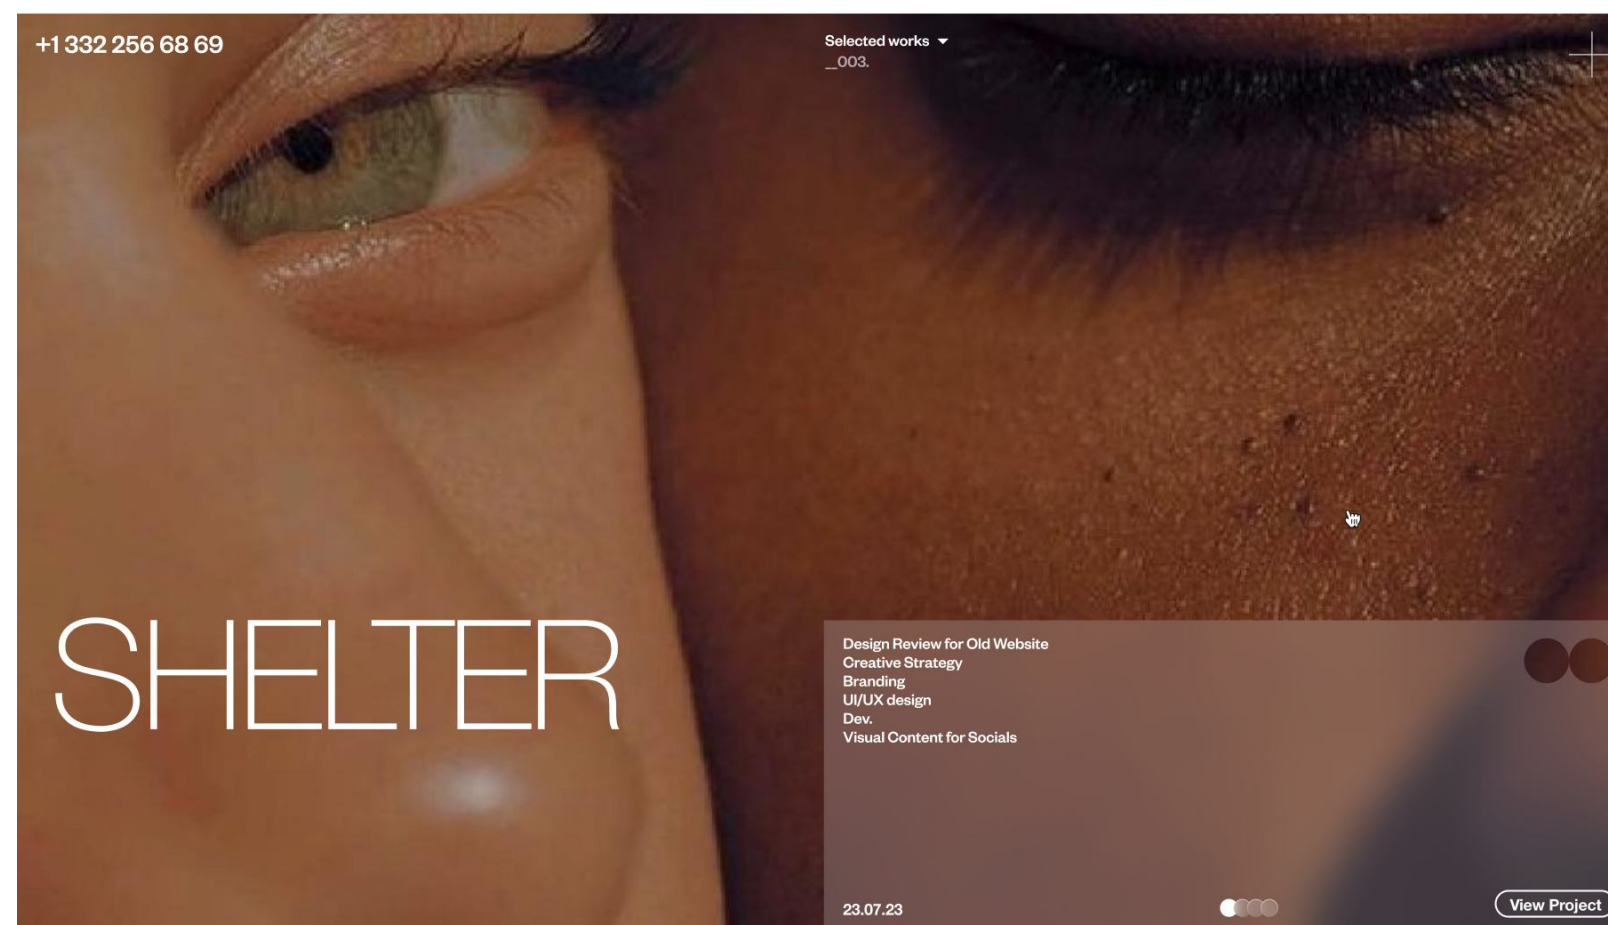 +1 332 256 68 69
Selected works
__003.
SHELTER
Design Review for Old Website
Creative Strategy
Branding
UI/UX design
Dev.
Visual Content for Socials
23.07.23
View Project